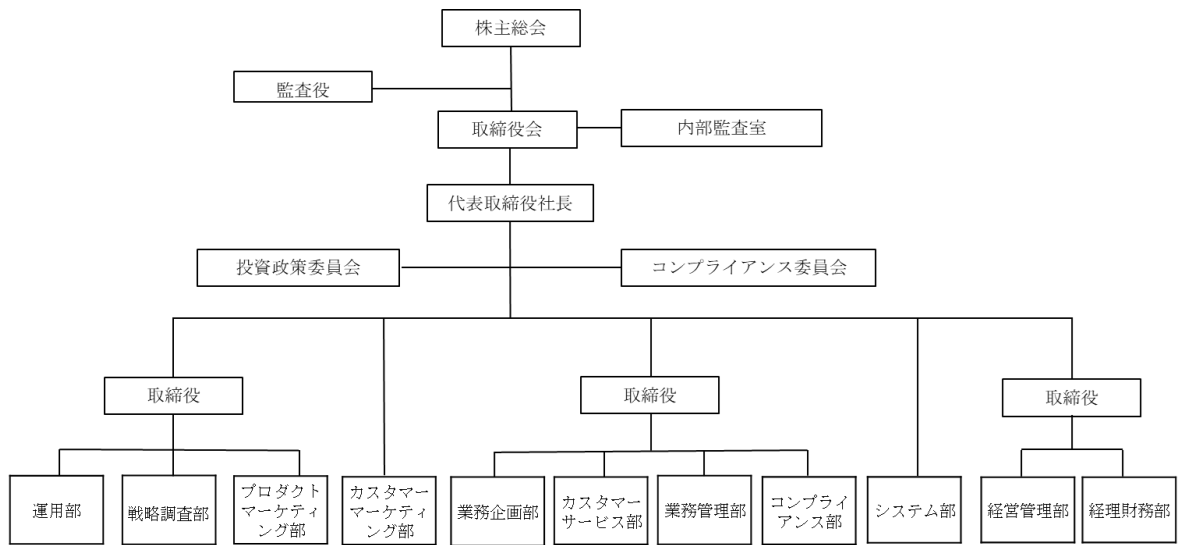 株主総会
監査役
取締役会
内部監査室
代表取締役社長
投資政策委員会
コンプライアンス委員会
取締役
取締役
取締役
運用部
戦略調査部
プロダクト
マーケティ
ング部
カスタマー
マーケティ
ング部
業務企画部
カスタマー
サービス部
業務管理部
コンプライ
アンス部
システム部
経営管理部
経理財務部